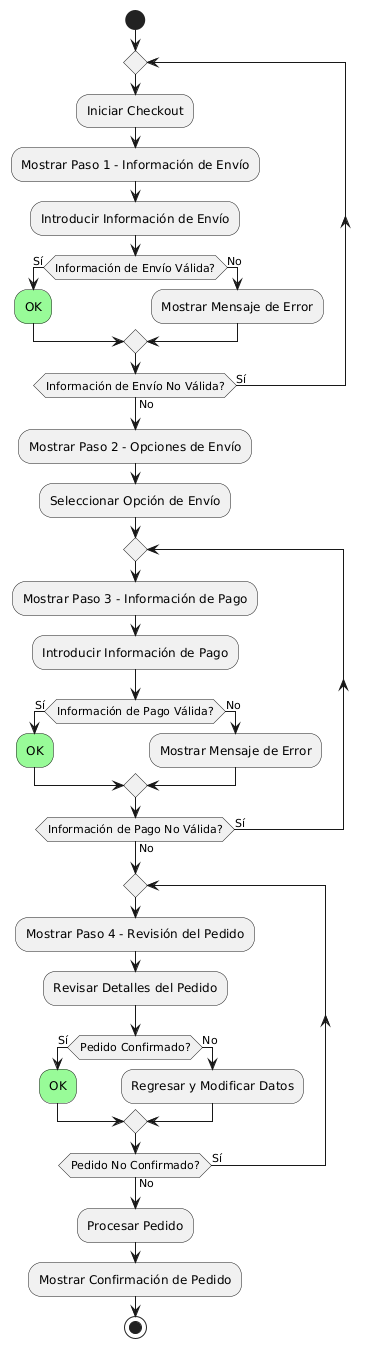 Iniciar Checkout
Mostrar Paso 1 - Información de Envío
Introducir Información de Envío
Sí
Información de Envío Válida?
No
OK
Mostrar Mensaje de Error
Información de Envío No Válida?
Sí
No
Mostrar Paso 2 - Opciones de Envío
Seleccionar Opción de Envío
Mostrar Paso 3 - Información de Pago
Introducir Información de Pago
Sí
Información de Pago Válida?
No
OK
Mostrar Mensaje de Error
Información de Pago No Válida?
Sí
No
Mostrar Paso 4 - Revisión del Pedido
Revisar Detalles del Pedido
Sí
Pedido Confirmado?
No
OK
Regresar y Modificar Datos
Pedido No Confirmado?
Sí
No
Procesar Pedido
Mostrar Confirmación de Pedido